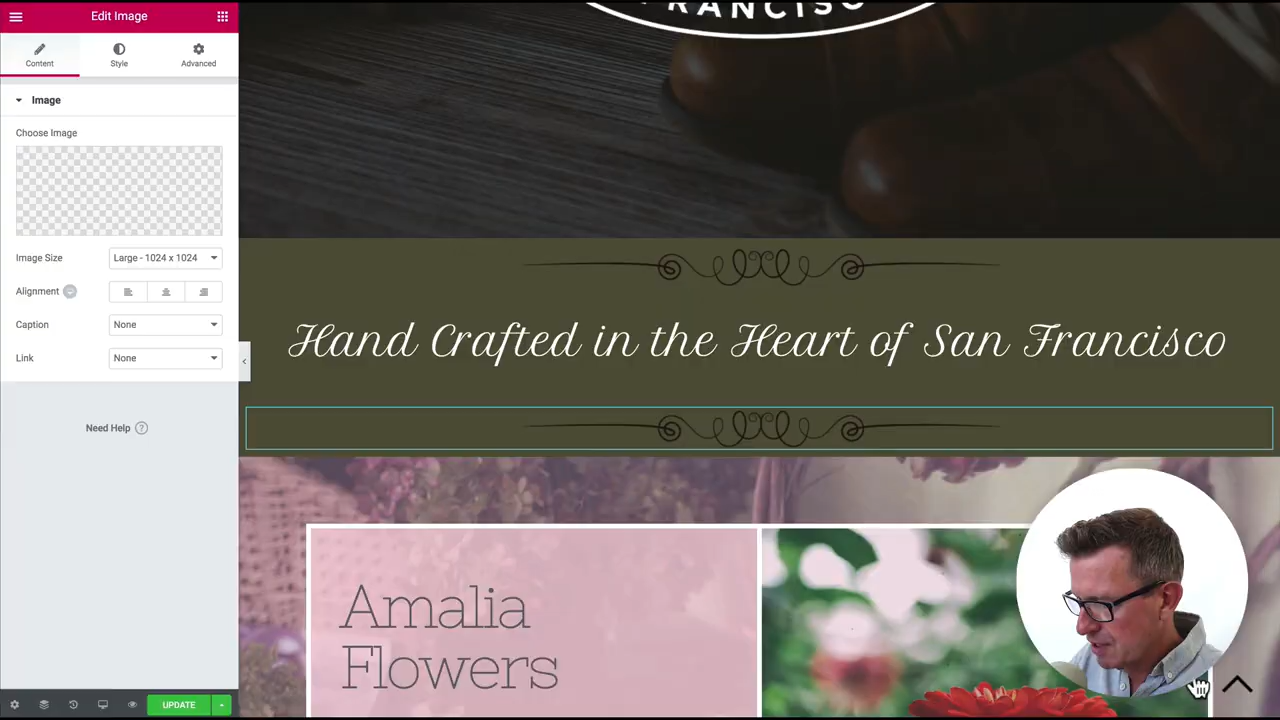 Edit Image
Content
Style
Advanced
Image
Choose Image
Image Size
Large - 1024 x 1024
Alignment
Caption
None
Link
None
Need Help
?
UPDATE
FRANCISC
Hand Crafted in the Heart of San Francisco
Amalia
Flowers